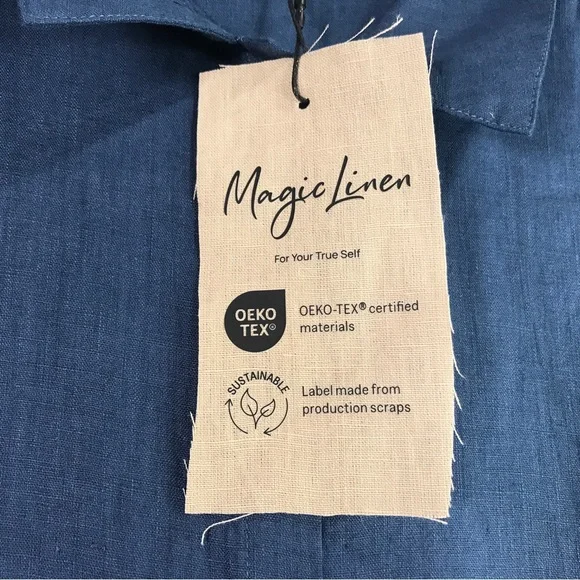 Magic Linen
For Your True Self
OEKO
TEX®
OEKO-TEX® certified
materials
SUSTAINABLE
Label made from
production scraps